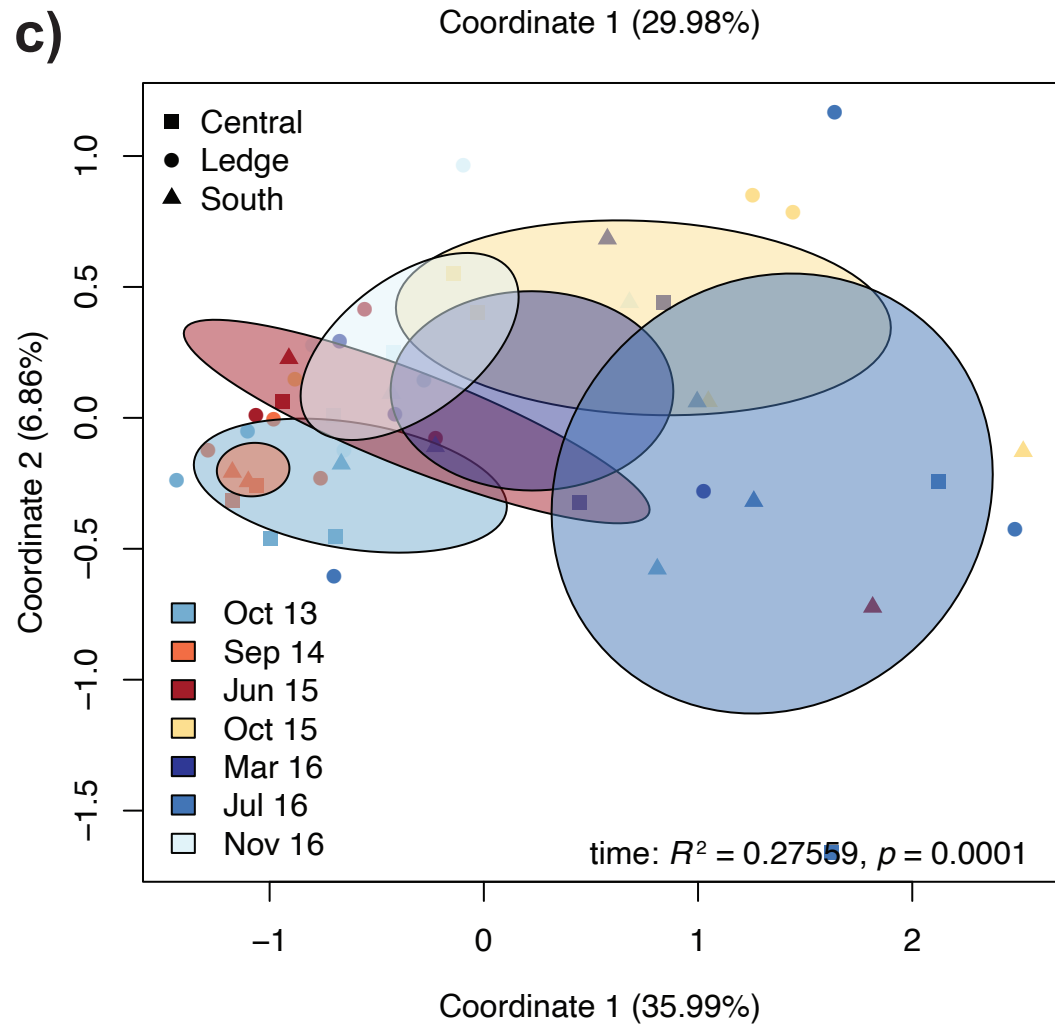 Coordinate 1 (29.98%)
c)
Central
Ledge
South
1.0
0.5
0.0
−0.5
−1.0
−1.5
Coordinate 2 (6.86%)
Oct 13
Sep 14
Jun 15
Oct 15
Mar 16
Jul 16
Nov 16
time: R² = 0.27559, p = 0.0001
−1
0
1
2
Coordinate 1 (35.99%)